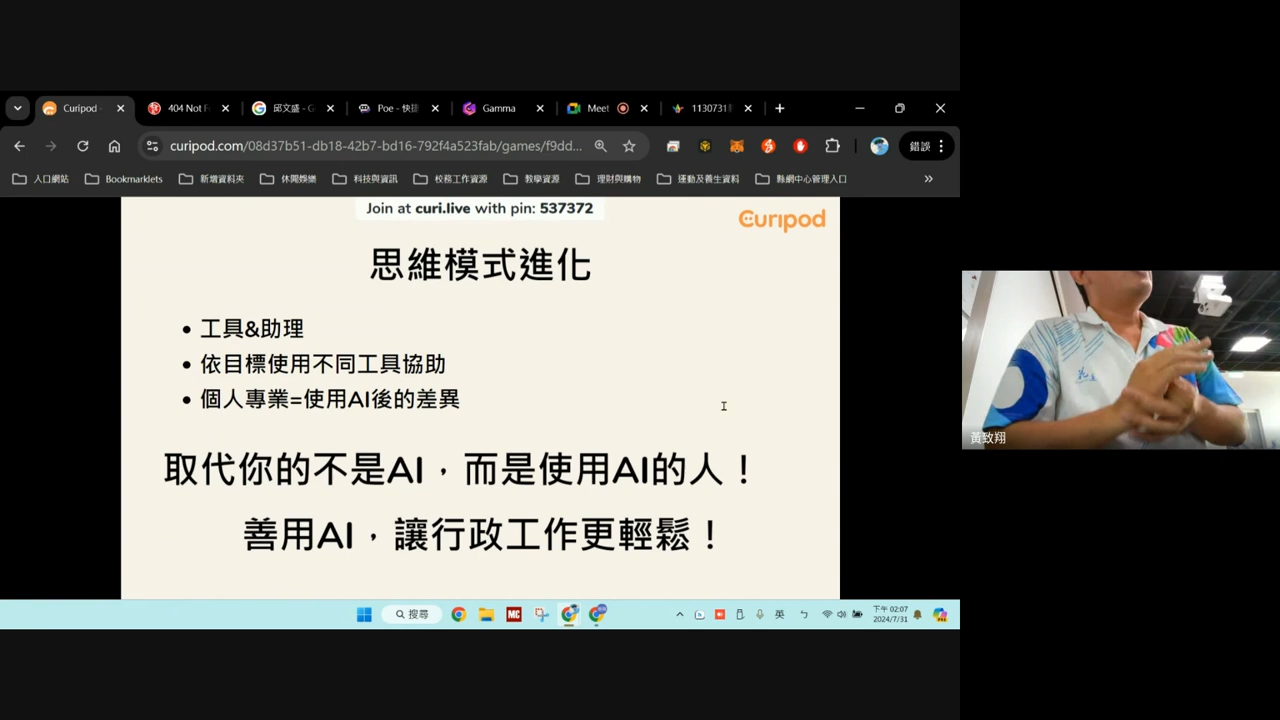 Curipod
404 Not F
邱文盛 - G
Poe - 快捷
Gamma
Meet
1130731
curipod.com/08d37b51-db18-42b7-bd16-792f4a523fab/games/f9dd...
錯誤
人口網站
Bookmarklets
新增資料夾
休閒娛樂
科技與資訊
校務工作資源
教學資源
理財與購物
運動及養生資料
縣網中心管理入口
Join at curi.live with pin: 537372
Curipod
思維模式進化
• 工具&助理
• 依目標使用不同工具協助
• 個人專業=使用AI後的差異
取代你的不是AI，而是使用AI的人！
善用AI，讓行政工作更輕鬆！
黃致翔
搜尋
MC
英
下午 02:07
2024/7/31